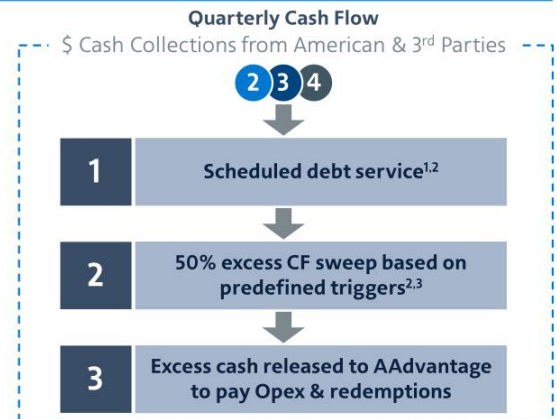 Quarterly Cash Flow
$ Cash Collections from American & 3rd Parties
2 3 4
1
Scheduled debt service1,2
2
50% excess CF sweep based on
predefined triggers2,3
3
Excess cash released to AAdvantage
to pay Opex & redemptions